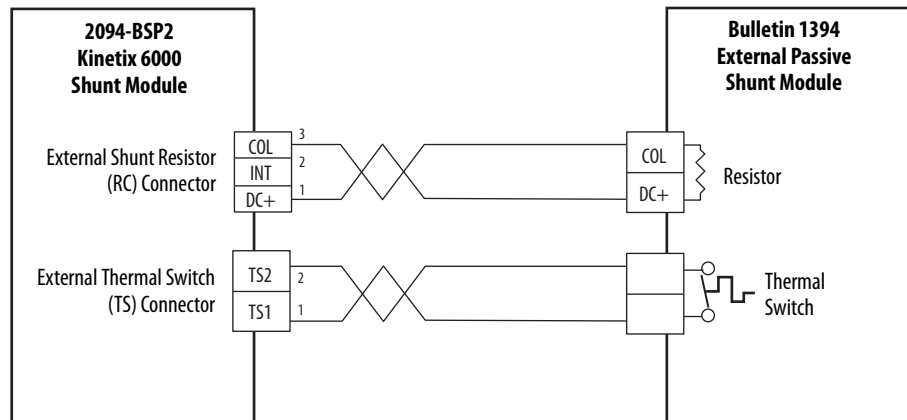 2094-BSP2
Kinetix 6000
Shunt Module
Bulletin 1394
External Passive
Shunt Module
External Shunt Resistor
(RC) Connector
COL 3
INT 2
DC+ 1
COL
DC+
Resistor
External Thermal Switch
(TS) Connector
TS2 2
TS1 1
Thermal
Switch